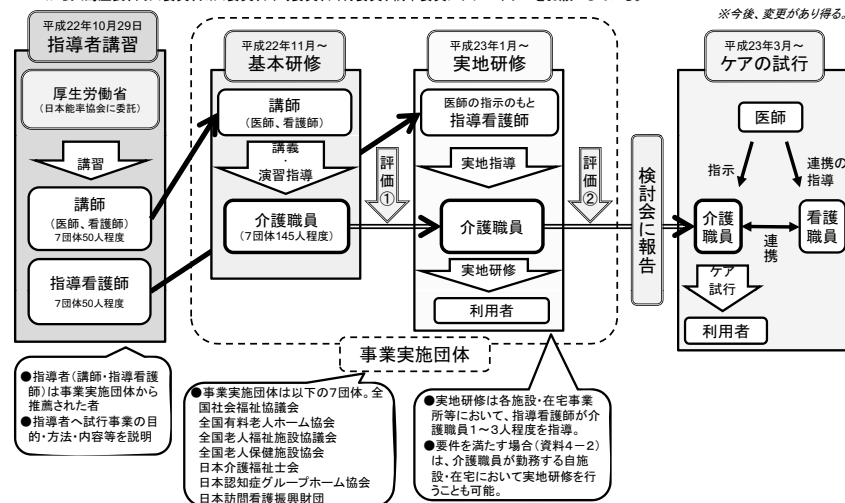 ※今後、変更があり得る。
平成22年10月29日
指導者講習
厚生労働省
(日本能率協会に委託)
講習
講師
(医師、看護師)
7団体50人程度
指導看護師
7団体50人程度
平成22年11月~
基本研修
講師
(医師、看護師)
講義
・
演習指導
介護職員
(7団体145人程度)
評価①
平成23年1月~
実地研修
医師の指示のもと
指導看護師
実地指導
介護職員
実地研修
利用者
評価②
検討会に報告
平成23年3月~
ケアの試行
医師
指示
連携の
指導
介護
職員
看護
職員
連携
ケア
試行
利用者
事業実施団体
●指導者(講師・指導看護
師)は事業実施団体から
推薦された者
●指導者へ試行事業の目
的・方法・内容等を説明
●事業実施団体は以下の7団体。全
国社会福祉協議会
全国有料老人ホーム協会
全国老人福祉施設協議会
全国老人保健施設協会
日本介護福祉士会
日本認知症グループホーム協会
日本訪問看護振興財団
●実地研修は各施設・在宅事業
所等において、指導看護師が介
護職員1~3人程度を指導。
●要件を満たす場合(資料4-2)
は、介護職員が勤務する自施
設・在宅において実地研修を行
うことも可能。